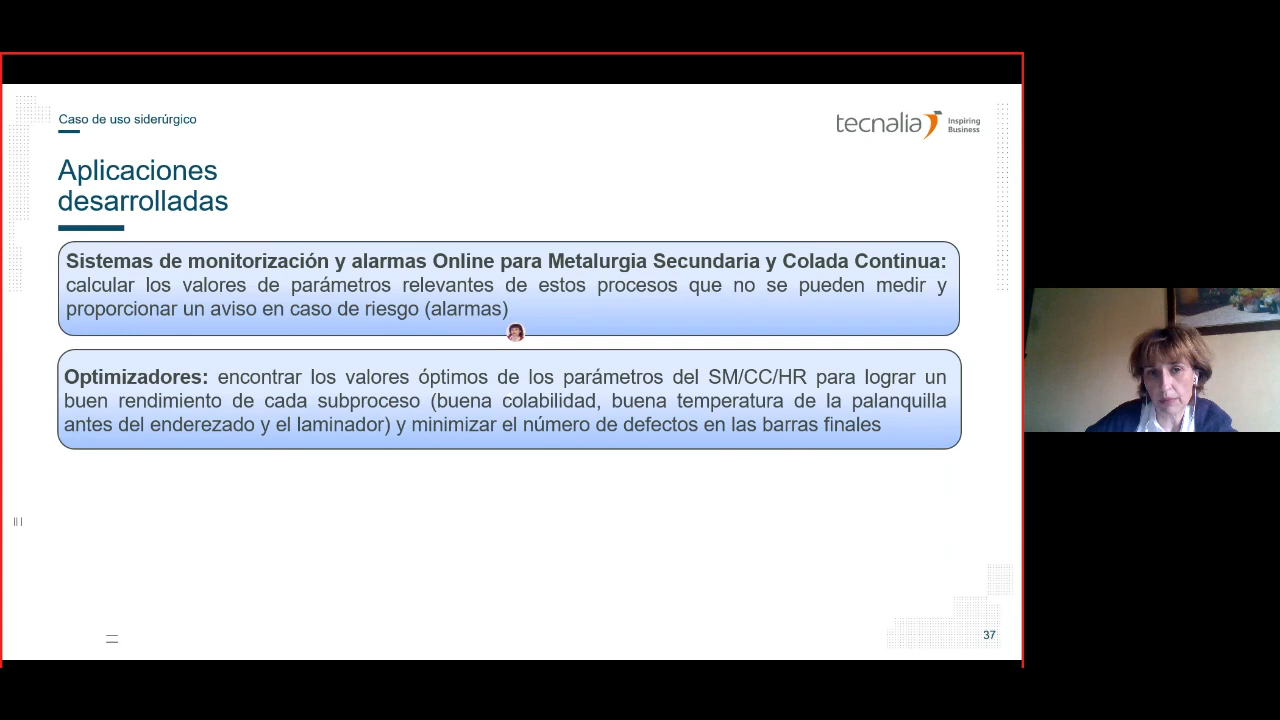 Caso de uso siderúrgico
tecnalia Inspiring
Business
Aplicaciones
desarrolladas
Sistemas de monitorización y alarmas Online para Metalurgia Secundaria y Colada Continua:
calcular los valores de parámetros relevantes de estos procesos que no se pueden medir y
proporcionar un aviso en caso de riesgo (alarmas)
Optimizadores: encontrar los valores óptimos de los parámetros del SM/CC/HR para lograr un
buen rendimiento de cada subproceso (buena colabilidad, buena temperatura de la palanquilla
antes del enderezado y el laminador) y minimizar el número de defectos en las barras finales
37